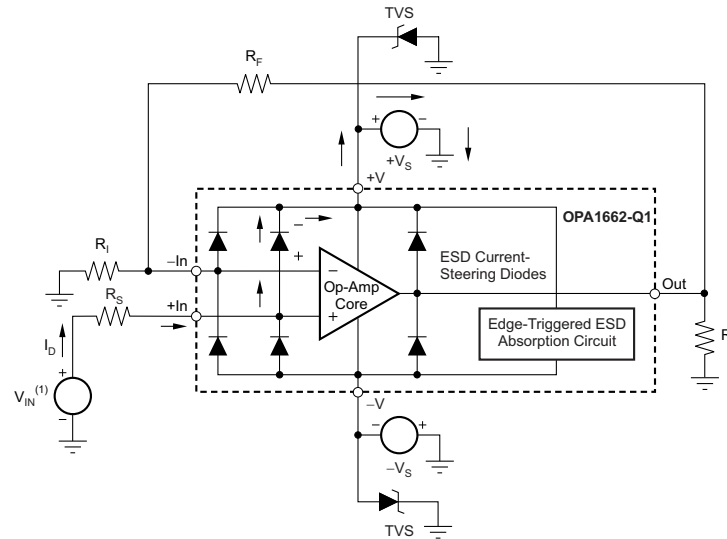 TVS
R_F
+ −
+V_S
+V
OPA1662-Q1
R_I
−In
−
+
−
Op-Amp
Core
+
ESD Current-
Steering Diodes
Out
R_S
+In
Edge-Triggered ESD
Absorption Circuit
R
I_D
+
V_IN^(1)
−
−V
− +
−V_S
TVS